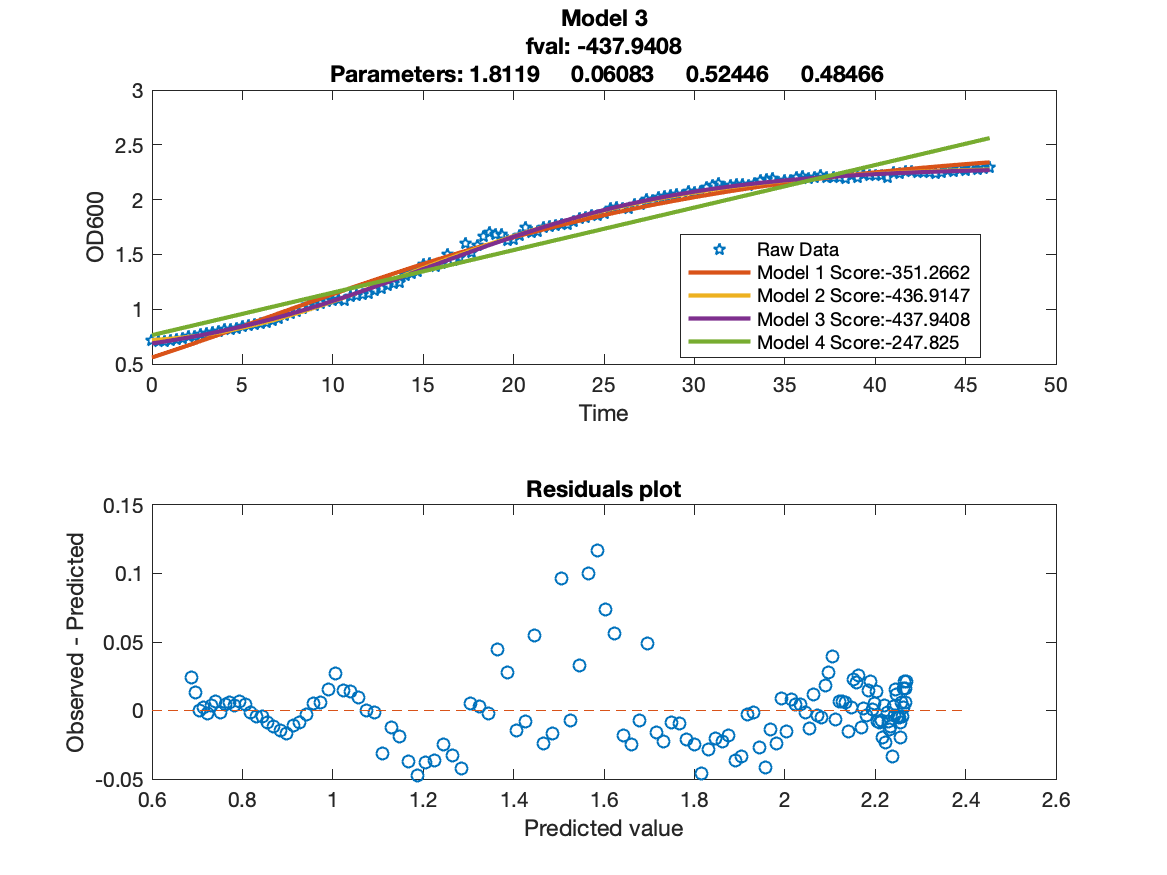 Model 3
fval: -437.9408
Parameters: 1.8119 0.06083 0.52446 0.48466
3
2.5
2
1.5
1
0.5
OD600
Raw Data
Model 1 Score:-351.2662
Model 2 Score:-436.9147
Model 3 Score:-437.9408
Model 4 Score:-247.825
0 5 10 15 20 25 30 35 40 45 50
Time
Residuals plot
0.15
0.1
0.05
0
-0.05
Observed - Predicted
0.6 0.8 1 1.2 1.4 1.6 1.8 2 2.2 2.4 2.6
Predicted value